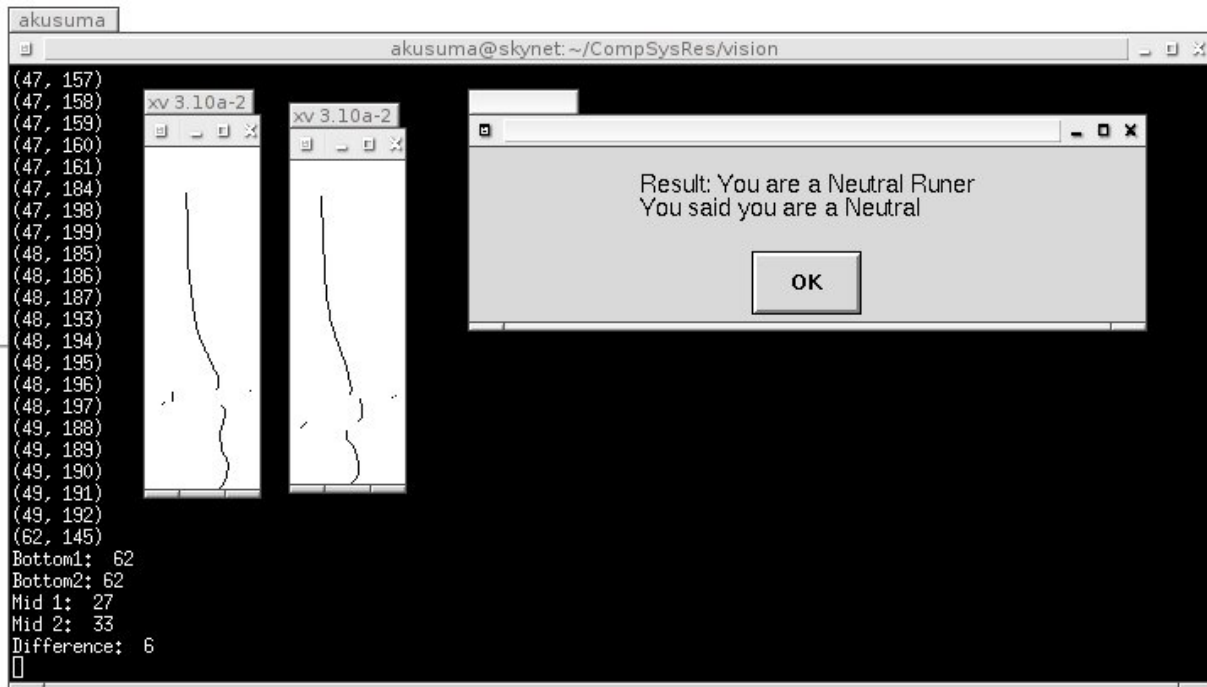 akusuma
akusuma@skynet:~/CompSysRes/vision
(47, 157)
(47, 158)
(47, 159)
(47, 160)
(47, 161)
(47, 184)
(47, 198)
(47, 199)
(48, 185)
(48, 186)
(48, 187)
(48, 193)
(48, 194)
(48, 195)
(48, 196)
(48, 197)
(49, 188)
(49, 189)
(49, 190)
(49, 191)
(49, 192)
(62, 145)
Bottom1:  62
Bottom2: 62
Mid 1:  27
Mid 2:  33
Difference:  6
xv 3.10a-2
xv 3.10a-2
Result: You are a Neutral Runer
You said you are a Neutral
OK